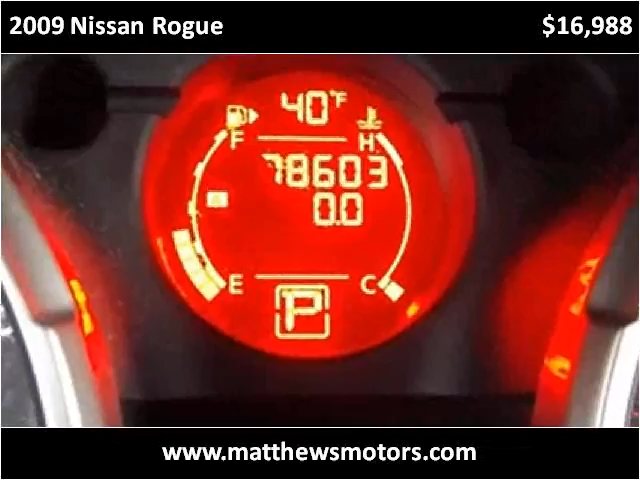 2009 Nissan Rogue $16,988
40°F
F H
78603
0.0
A
E C
P
www.matthewsmotors.com